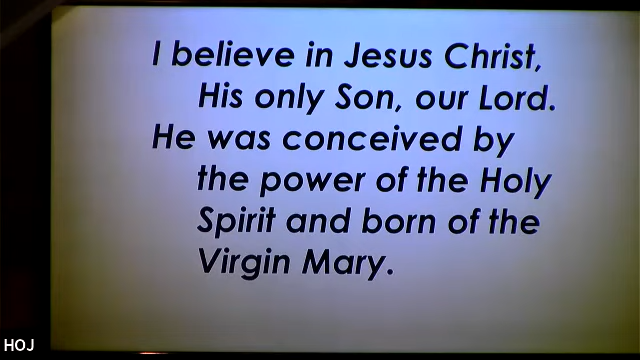 I believe in Jesus Christ,
His only Son, our Lord.
He was conceived by
the power of the Holy
Spirit and born of the
Virgin Mary.
HOJ